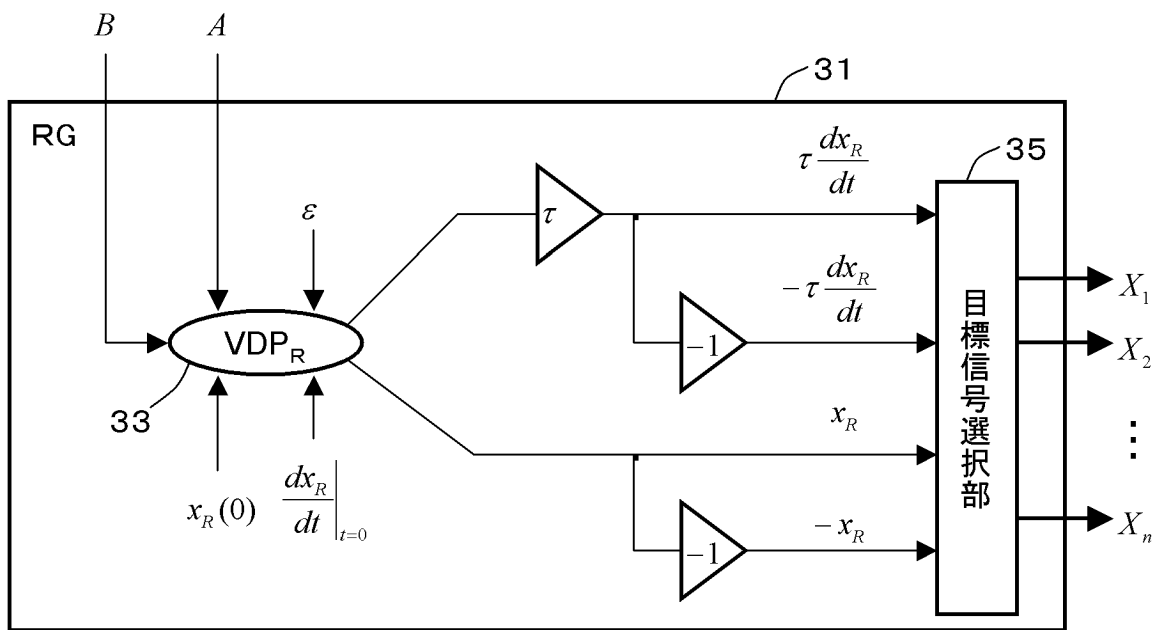 B
A
31
RG
35
τ dx_R/dt
τ
ε
-τ dx_R/dt
-1
VDP_R
33
x_R(0)
dx_R/dt|_{t=0}
x_R
-x_R
-1
目標信号選択部
X_1
X_2
⋮
X_n